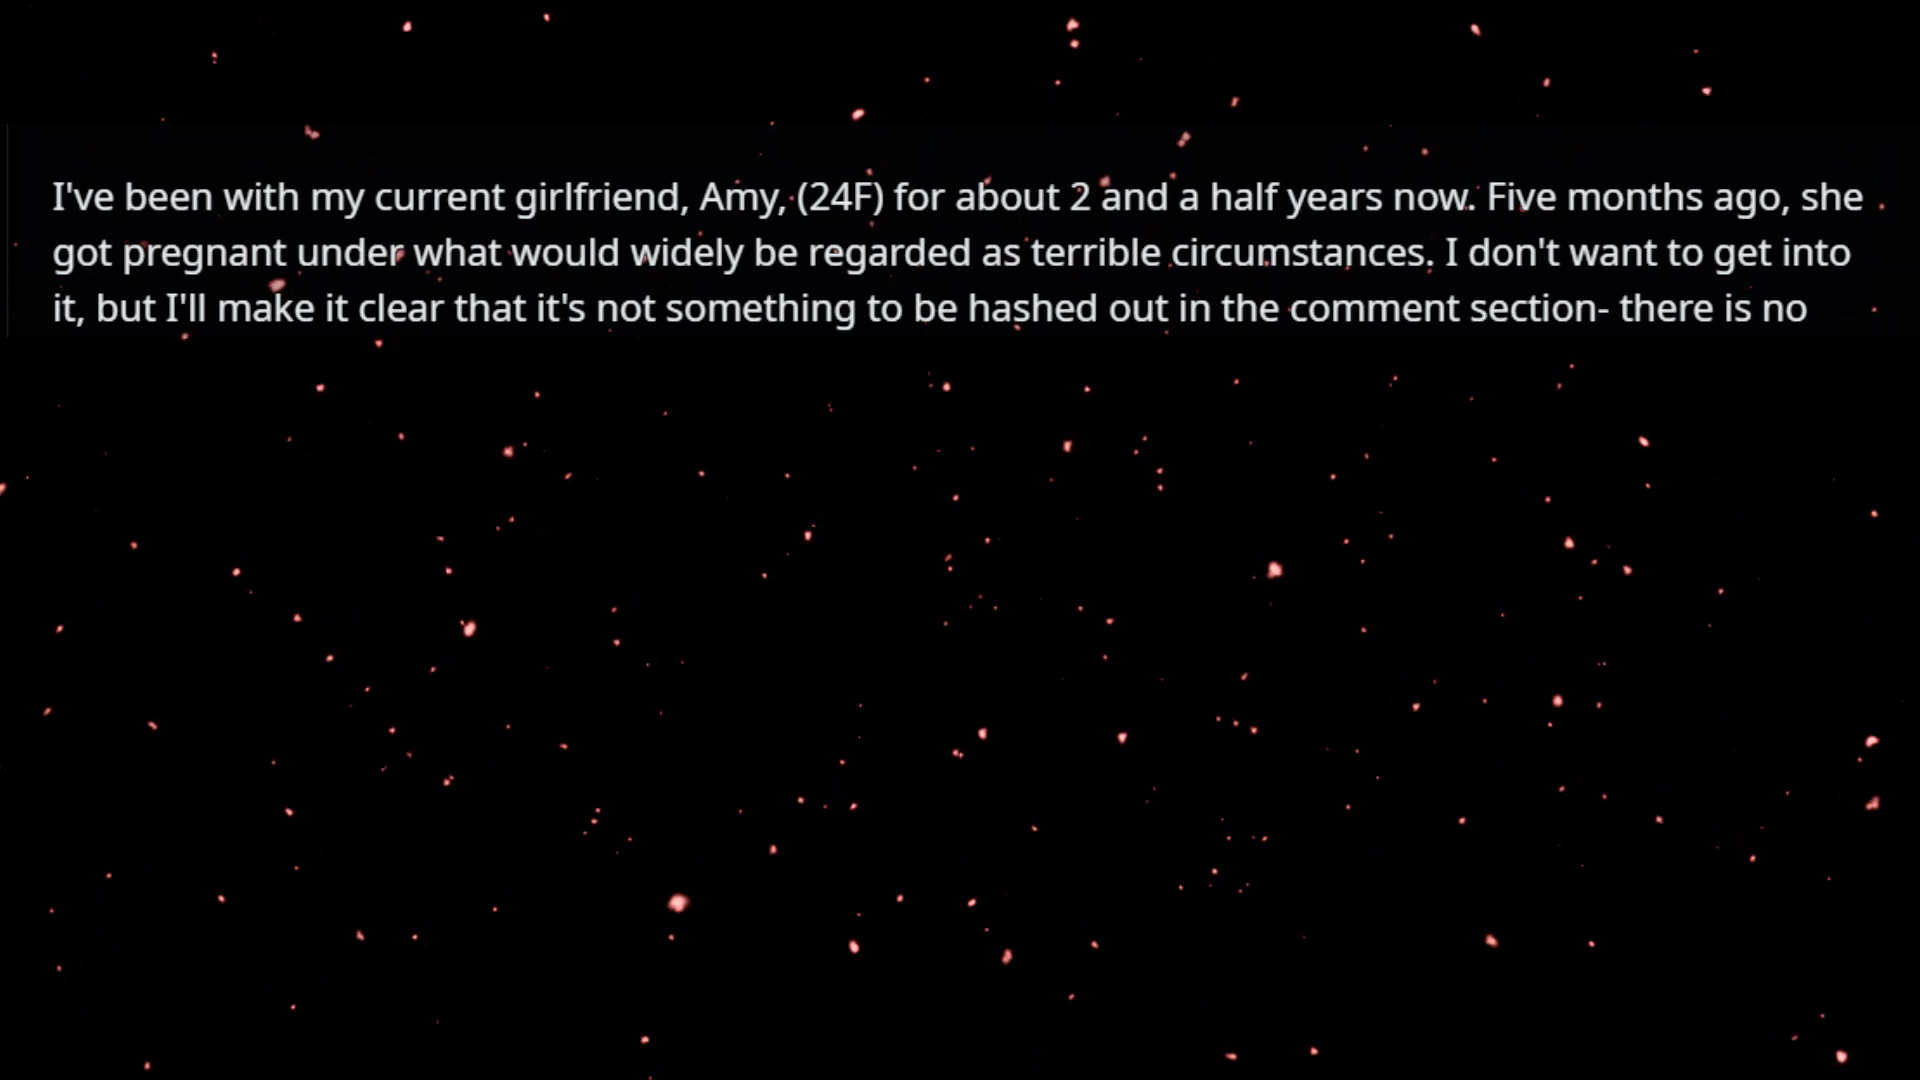 I've been with my current girlfriend, Amy, (24F) for about 2 and a half years now. Five months ago, she
got pregnant under what would widely be regarded as terrible circumstances. I don't want to get into
it, but I'll make it clear that it's not something to be hashed out in the comment section- there is no